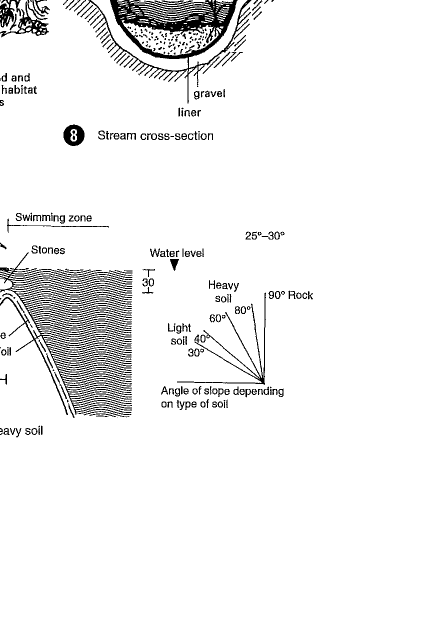 d and
habitat
s
gravel
liner
8 Stream cross-section
Swimming zone
Stones
Water level
30
25°–30°
Heavy
soil
80°
60°
90° Rock
Light
soil
40°
30°
e
foil
Angle of slope depending
on type of soil
eavy soil